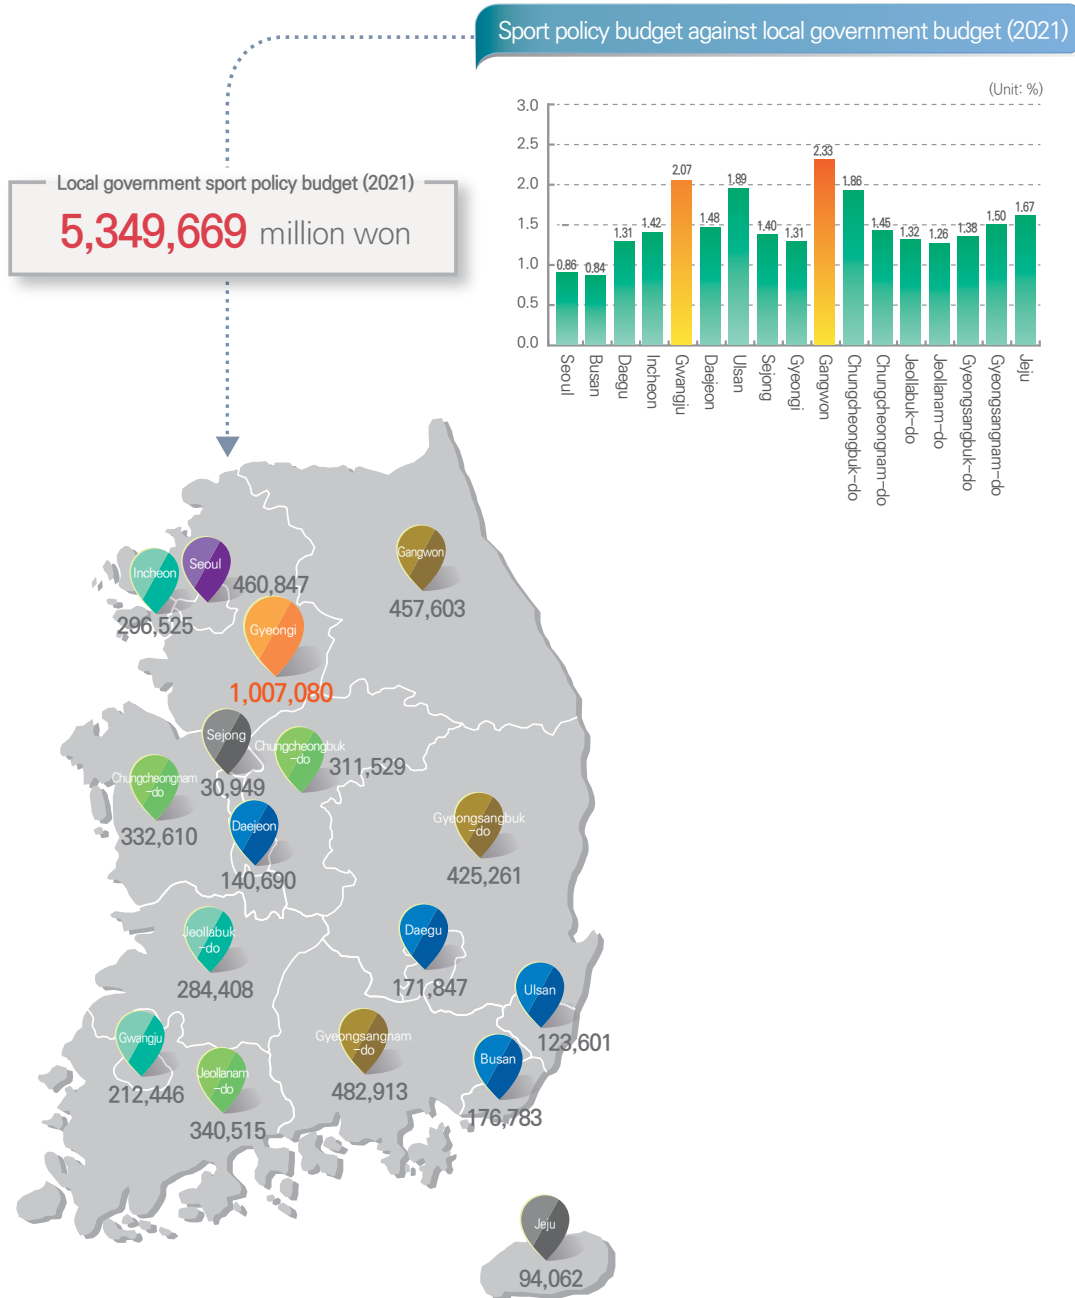 Sport policy budget against local government budget (2021)
(Unit: %)
3.0
2.5
2.0
1.5
1.0
0.5
0.0
0.86
0.84
1.31
1.42
2.07
1.48
1.89
1.40
1.31
2.33
1.86
1.45
1.32
1.26
1.38
1.50
1.67
Seoul
Busan
Daegu
Incheon
Gwangju
Daejeon
Ulsan
Sejong
Gyeongi
Gangwon
Chungcheongbuk-do
Chungcheongnam-do
Jeollabuk-do
Jeollanam-do
Gyeongsangbuk-do
Gyeongsangnam-do
Jeju
Local government sport policy budget (2021)
5,349,669 million won
Gangwon
457,603
Incheon
296,525
Seoul
460,847
Gyeongi
1,007,080
Sejong
30,949
Chungcheongbuk
-do
311,529
Chungcheongnam
-do
332,610
Daejeon
140,690
Gyeongsangbuk
-do
425,261
Jeollabuk
-do
284,408
Daegu
171,847
Ulsan
123,601
Gwangju
212,446
Jeollanam
-do
340,515
Gyeongsangnam
-do
482,913
Busan
176,783
Jeju
94,062